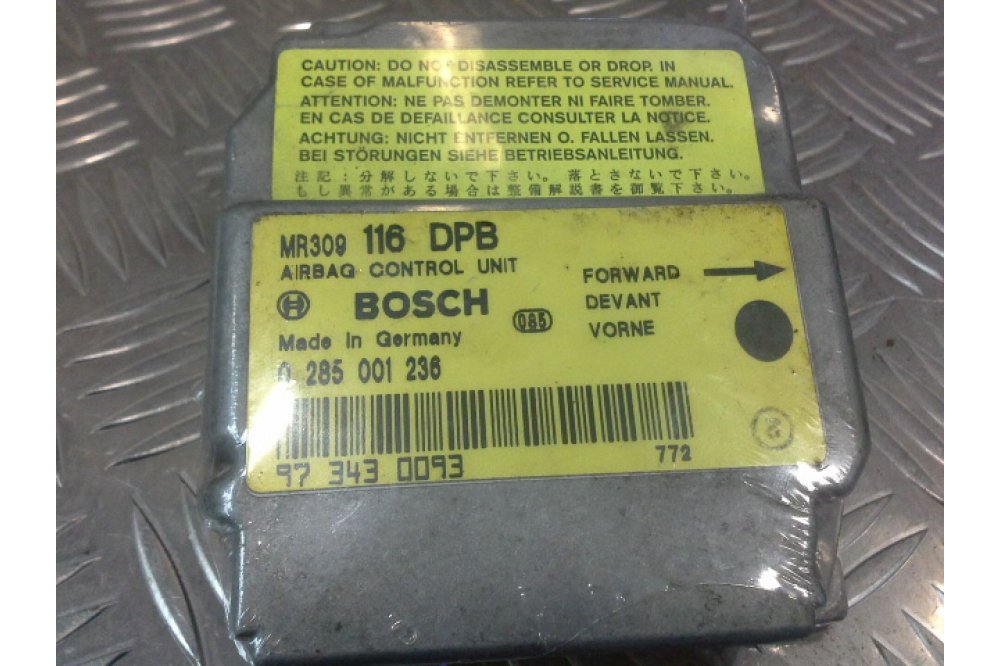 CAUTION: DO NOT DISASSEMBLE OR DROP. IN
CASE OF MALFUNCTION REFER TO SERVICE MANUAL.
ATTENTION: NE PAS DEMONTER NI FAIRE TOMBER.
EN CAS DE DEFAILLANCE CONSULTER LA NOTICE.
ACHTUNG: NICHT ENTFERNEN O. FALLEN LASSEN.
BEI STÖRUNGEN SIEHE BETRIEBSANLEITUNG.
注記：分解しないで下さい。落とさないで下さい。
もし異常がある場合は整備解説書を御覧下さい。
MR309 116 DPB
AIRBAG CONTROL UNIT
FORWARD
BOSCH
DEVANT
085
VORNE
Made in Germany
0 285 001 236
97 343 0093
772
2